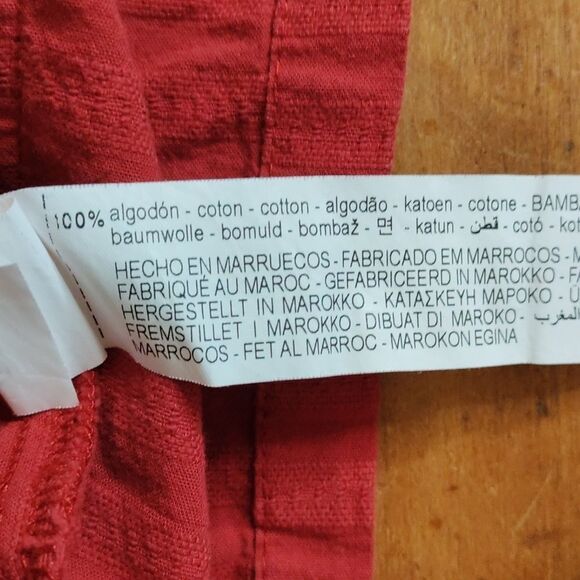 100% algodón - coton - cotton - algodão - katoen - cotone - BAMB
baumwolle - bomuld - bombaž - 면 - katun - قطن - cotó - kot
HECHO EN MARRUECOS - FABRICADO EM MARROCOS - M
FABRIQUÉ AU MAROC - GEFABRICEERD IN MAROKKO - FA
HERGESTELLT IN MAROKKO - ΚΑΤΑΣΚΕΥΗ ΜΑΡΟΚΟ - U
FREMSTILLET I MAROKKO - DIBUAT DI MAROKO - المغرب
MARROCOS - FET AL MARROC - MAROKON EGINA